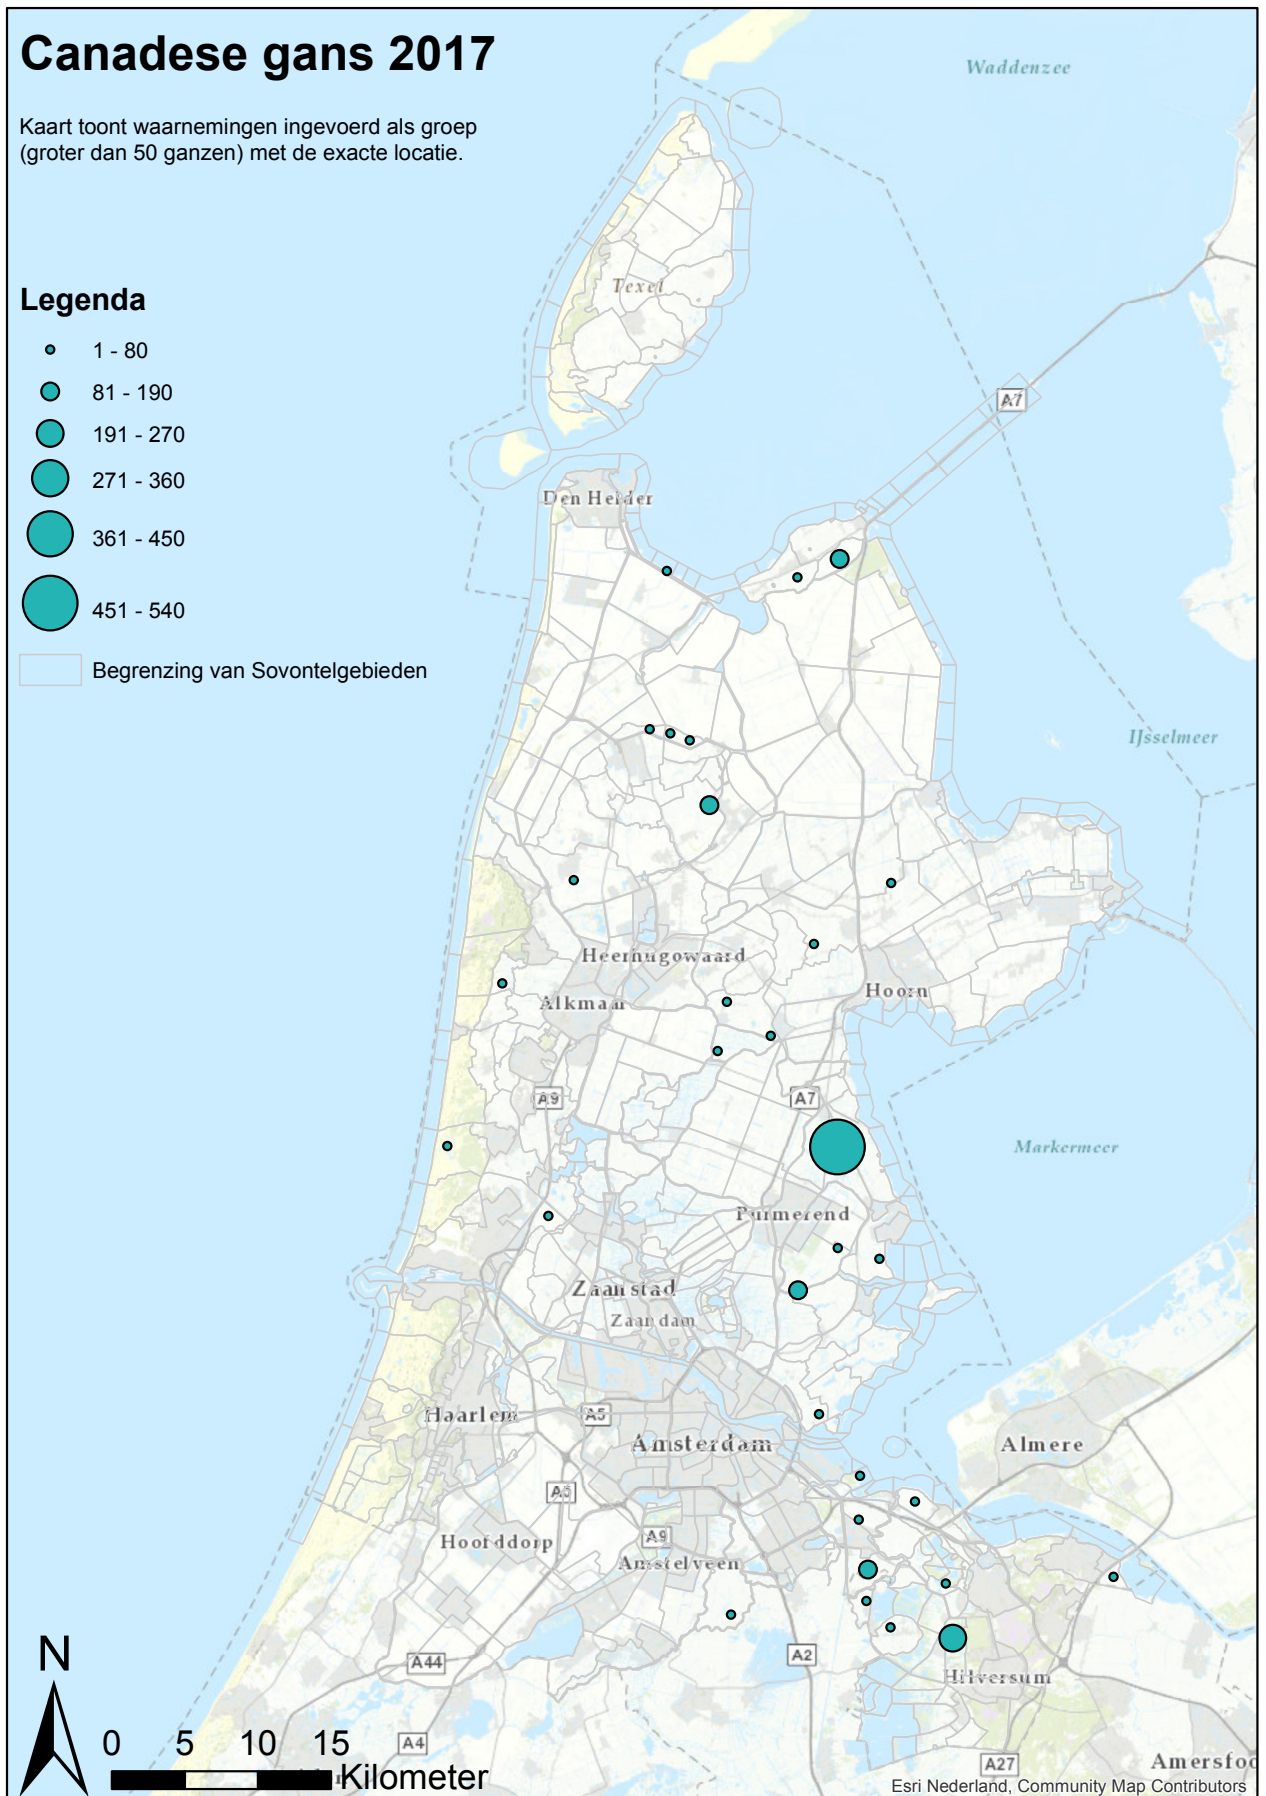 Canadese gans 2017
Kaart toont waarnemingen ingevoerd als groep
(groter dan 50 ganzen) met de exacte locatie.
Legenda
1 - 80
81 - 190
191 - 270
271 - 360
361 - 450
451 - 540
Begrenzing van Sovontelgebieden
Waddenzee
Texel
A7
Den Helder
IJsselmeer
Heerhugowaard
Hoorn
Alkmaar
A9
A7
Markermeer
Purmerend
Zaanstad
Zaandam
Haarlem
A5
Amsterdam
Almere
Hoofddorp
A9
Amstelveen
A2
A44
Hilversum
N
0 5 10 15
Kilometer
A4
A27
Amersfoo
Esri Nederland, Community Map Contributors